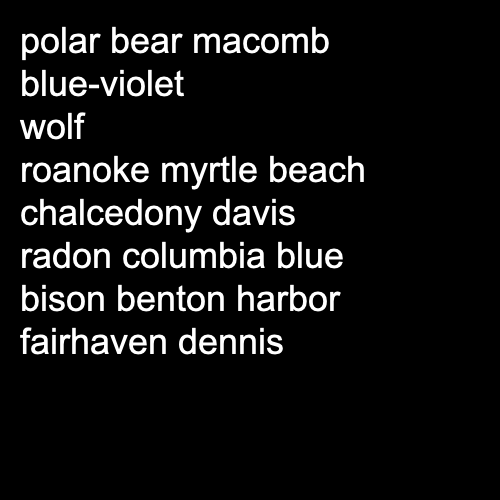 polar bear macomb
blue-violet
wolf
roanoke myrtle beach
chalcedony davis
radon columbia blue
bison benton harbor
fairhaven dennis